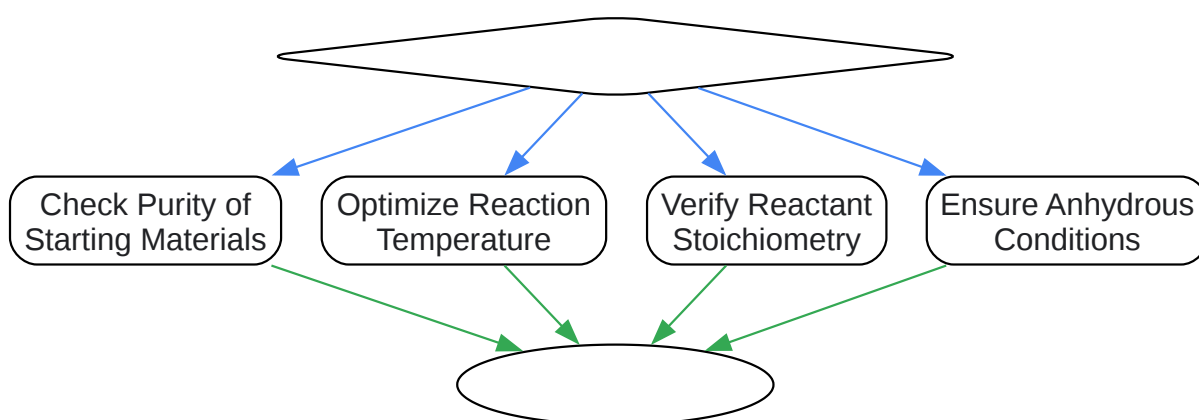 Check Purity of
Starting Materials
Optimize Reaction
Temperature
Verify Reactant
Stoichiometry
Ensure Anhydrous
Conditions